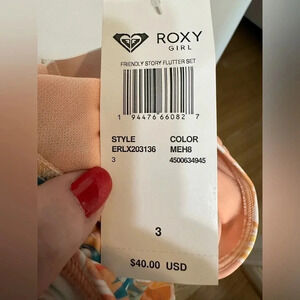 ROXY
GIRL
FRIENDLY STORY FLUTTER SET
1 94476 66082 7
STYLE COLOR
ERLX203136 MEH8
3 4500634945
3
$40.00 USD